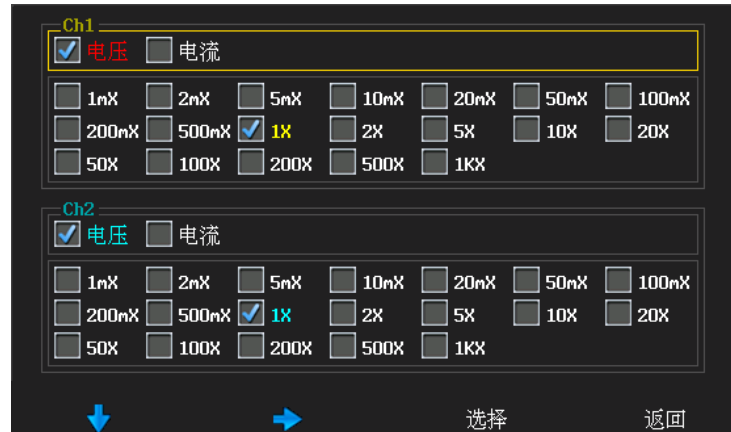 Ch1
电压 电流
1mX 2mX 5mX 10mX 20mX 50mX 100mX
200mX 500mX 1X 2X 5X 10X 20X
50X 100X 200X 500X 1KX
Ch2
电压 电流
1mX 2mX 5mX 10mX 20mX 50mX 100mX
200mX 500mX 1X 2X 5X 10X 20X
50X 100X 200X 500X 1KX
选择 返回